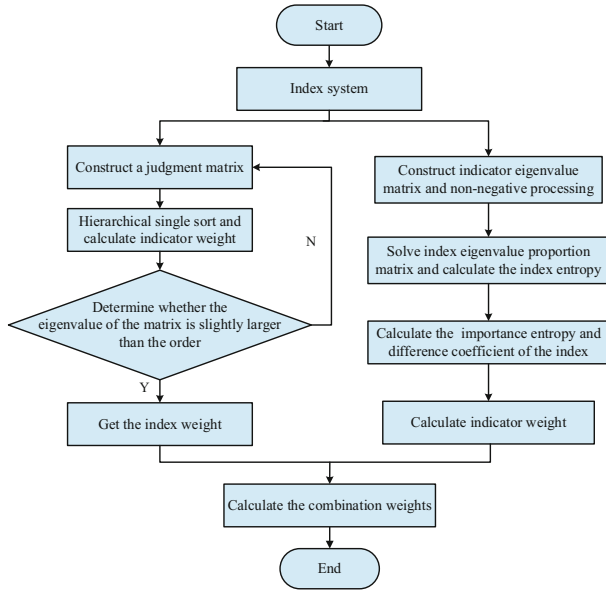 Start
Index system
Construct a judgment matrix
Hierarchical single sort and
calculate indicator weight
N
Determine whether the
eigenvalue of the matrix is slightly larger
than the order
Y
Get the index weight
Construct indicator eigenvalue
matrix and non-negative processing
Solve index eigenvalue proportion
matrix and calculate the index entropy
Calculate the importance entropy and
difference coefficient of the index
Calculate indicator weight
Calculate the combination weights
End